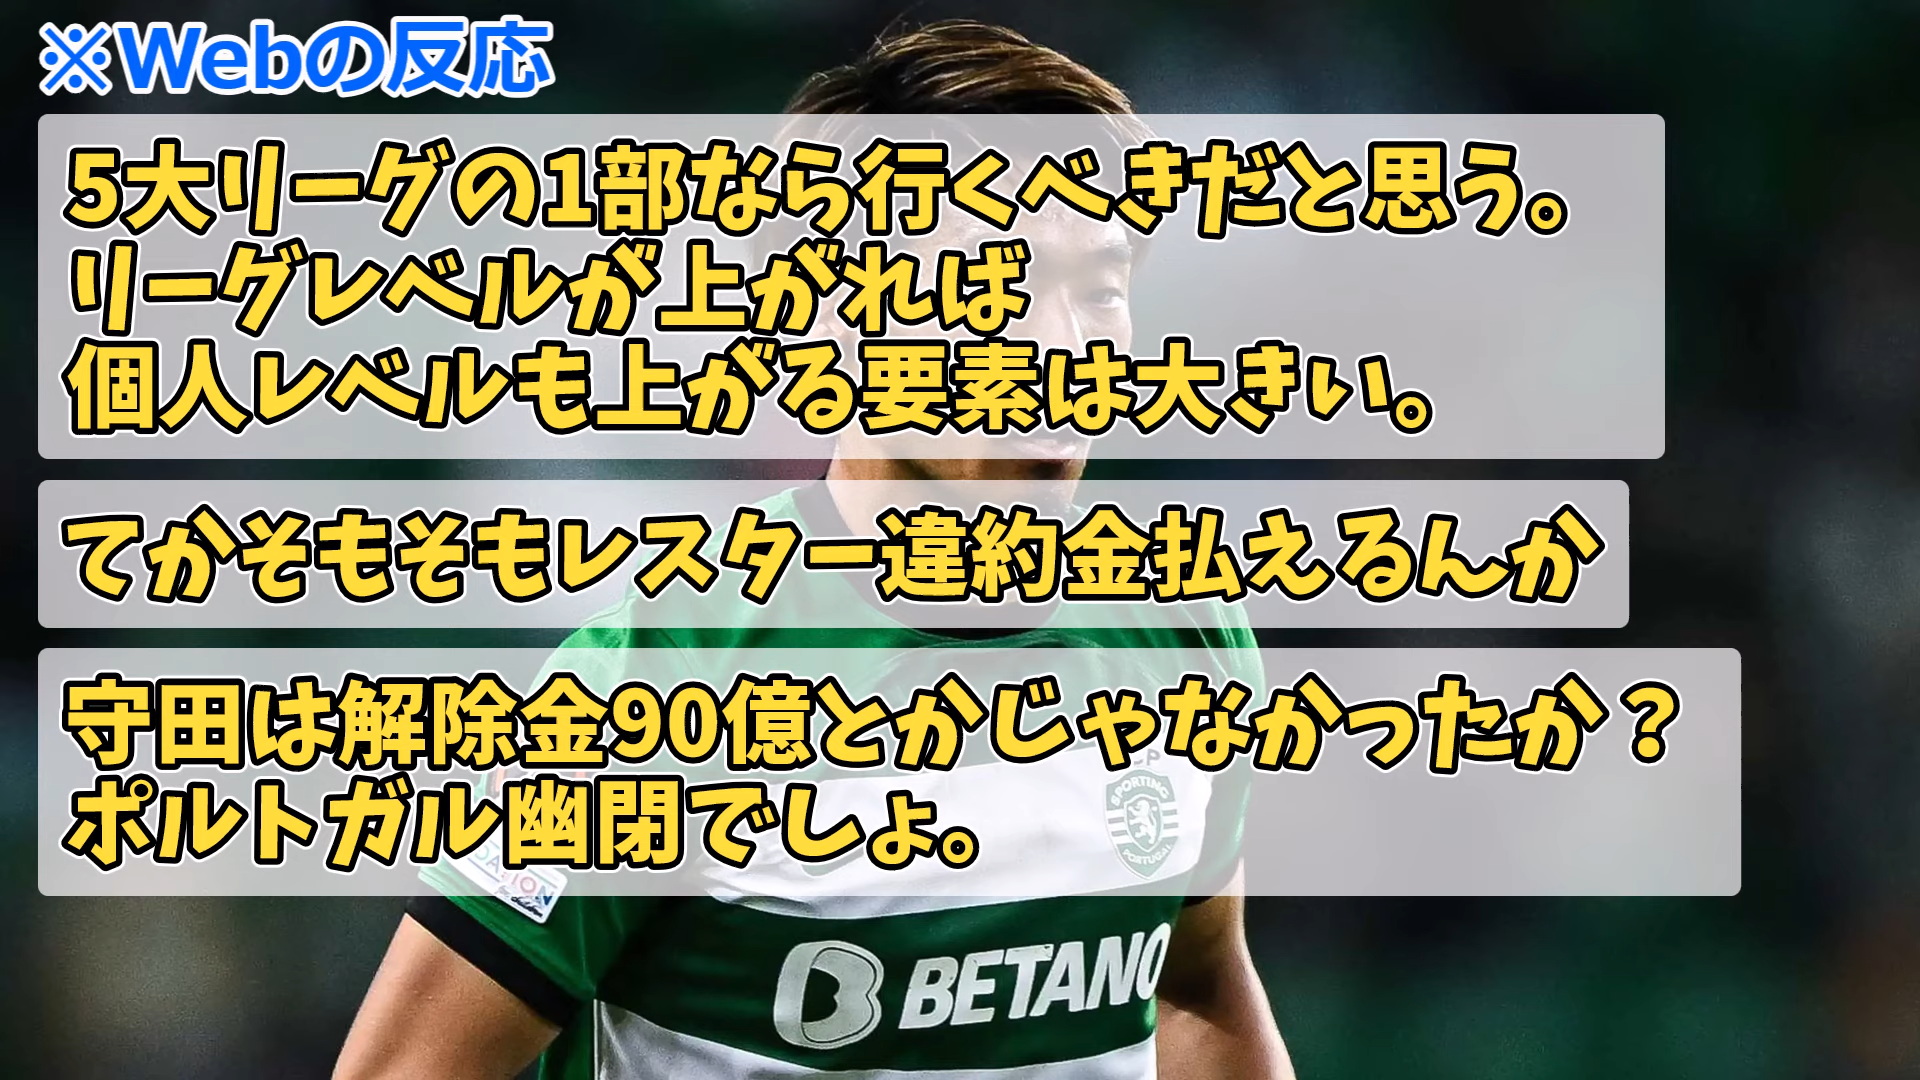 ※Webの反応
5大リーグの1部なら行くべきだと思う。
リーグレベルが上がれば
個人レベルも上がる要素は大きい。
てかそもそもレスター違約金払えるんか
守田は解除金90億とかじゃなかったか？
ポルトガル幽閉でしょ。
SPORTING
PORTUGAL
BETANO